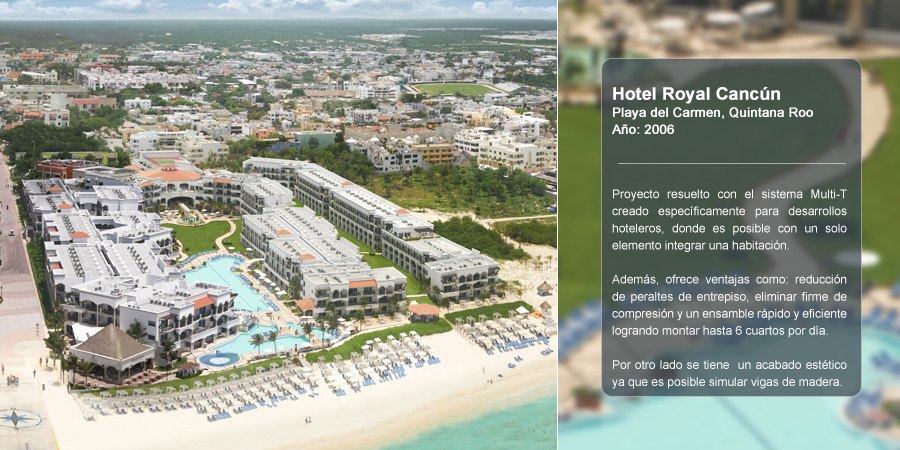 Hotel Royal Cancún
Playa del Carmen, Quintana Roo
Año: 2006
Proyecto resuelto con el sistema Multi-T
creado específicamente para desarrollos
hoteleros, donde es posible con un solo
elemento integrar una habitación.
Además, ofrece ventajas como: reducción
de peraltes de entrepiso, eliminar firme de
compresión y un ensamble rápido y eficiente
logrando montar hasta 6 cuartos por día.
Por otro lado se tiene  un acabado estético
ya que es posible simular vigas de madera.